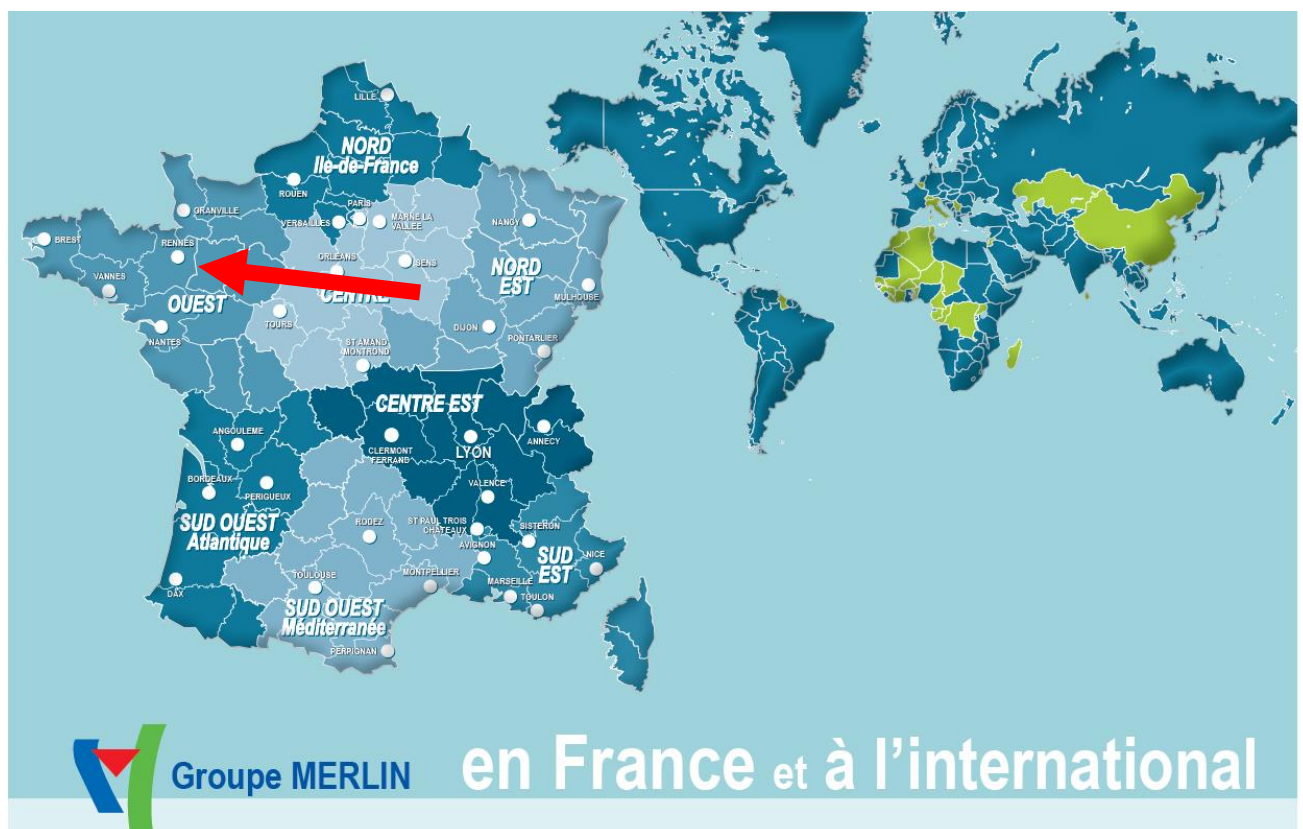 LILLE
NORD
Ile-de-France
ROUEN
PARIS
GRANVILLE
VERSAILLES
MARNE LA
VALLEE
NANCY
BREST
RENNES
ORLÉANS
SENS
NORD
EST
VANNES
OUEST
CENTRE
MULHOUSE
TOURS
DIJON
NANTES
ST AMAND
MONTROND
PONTARLIER
CENTRE EST
ANGOULEME
CLERMONT
FERRAND
LYON
ANNECY
BORDEAUX
PERIGUEUX
VALENCE
SUD OUEST
Atlantique
RODEZ
ST PAUL TROIS
CHÂTEAUX
SISTERON
AVIGNON
SUD
EST
NICE
DAX
TOULOUSE
MONTPELLIER
MARSEILLE
TOULON
SUD OUEST
Méditerranée
PERPIGNAN
Groupe MERLIN
en France et à l'international